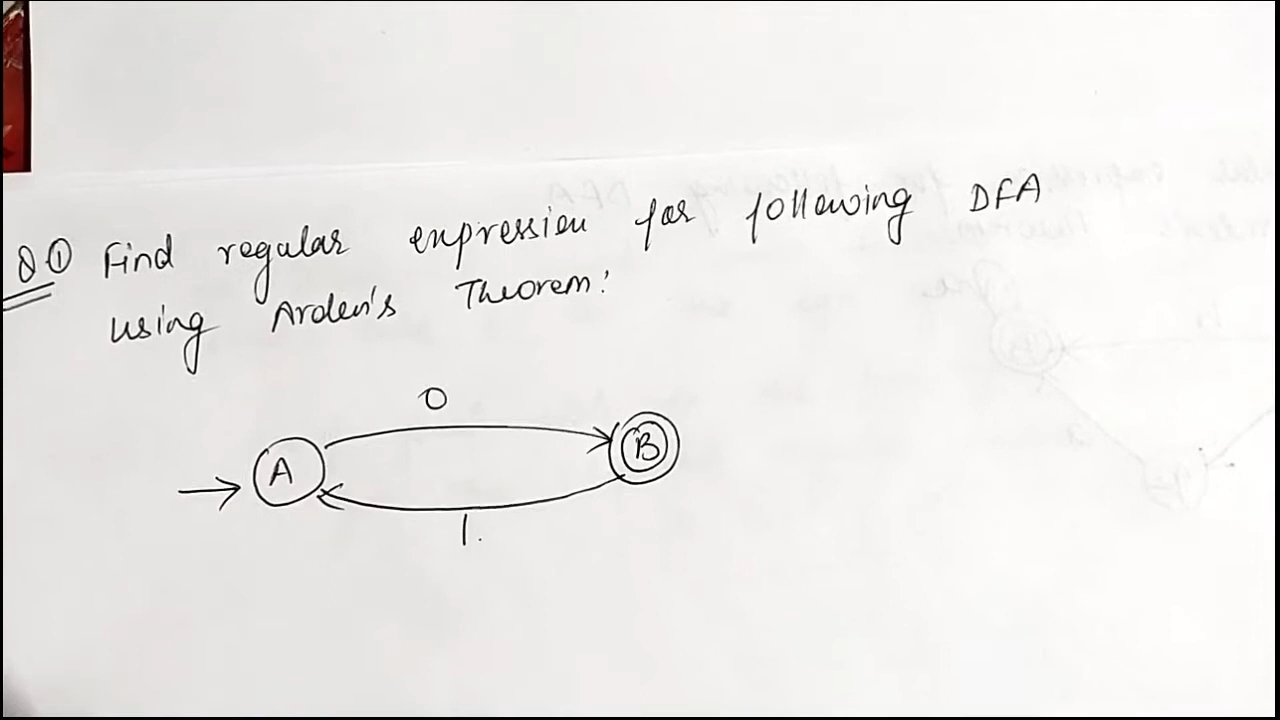 Q① Find regular expression for following DFA
using Arden's Theorem:
0
A
B
1.